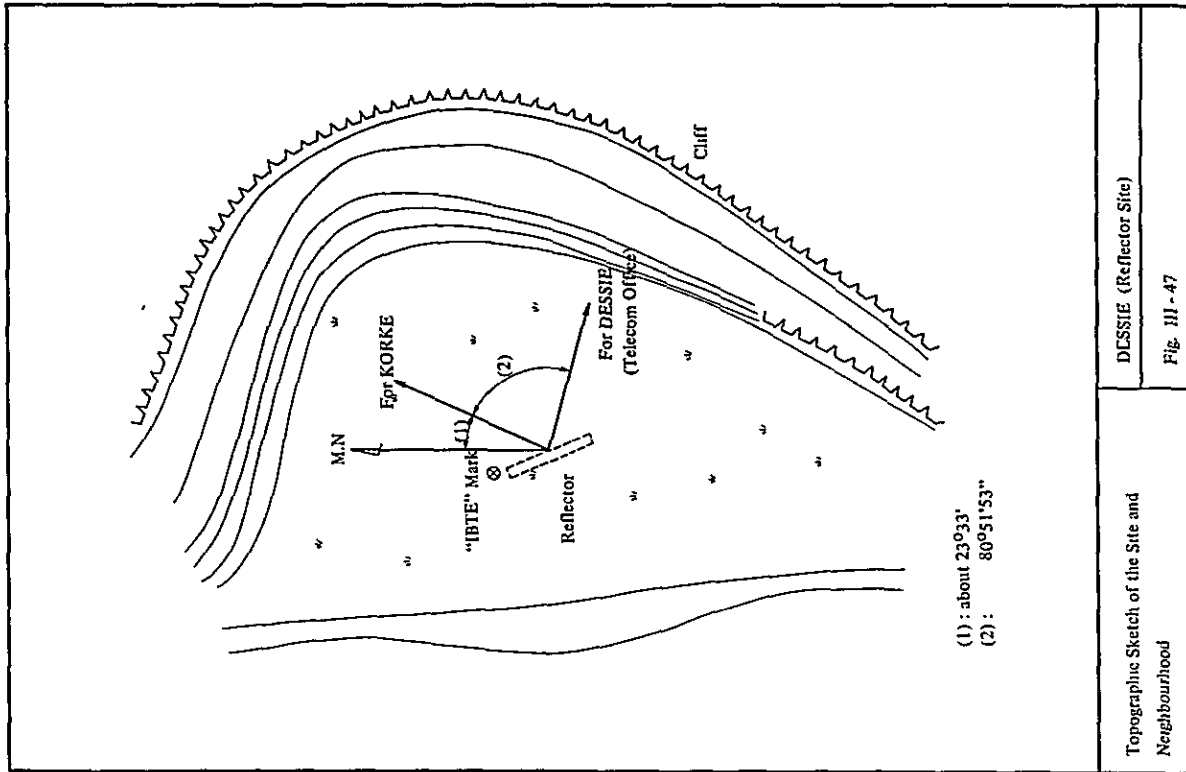 Cliff
M.N
For KORKE
(1)
(2)
"IBTE" Mark
Reflector
For DESSIE
(Telecom Office)
(1) : about 23°33'
(2) : 80°51'53"
Topographic Sketch of the Site and
Neighbourhood
DESSIE (Reflector Site)
Fig. III - 47